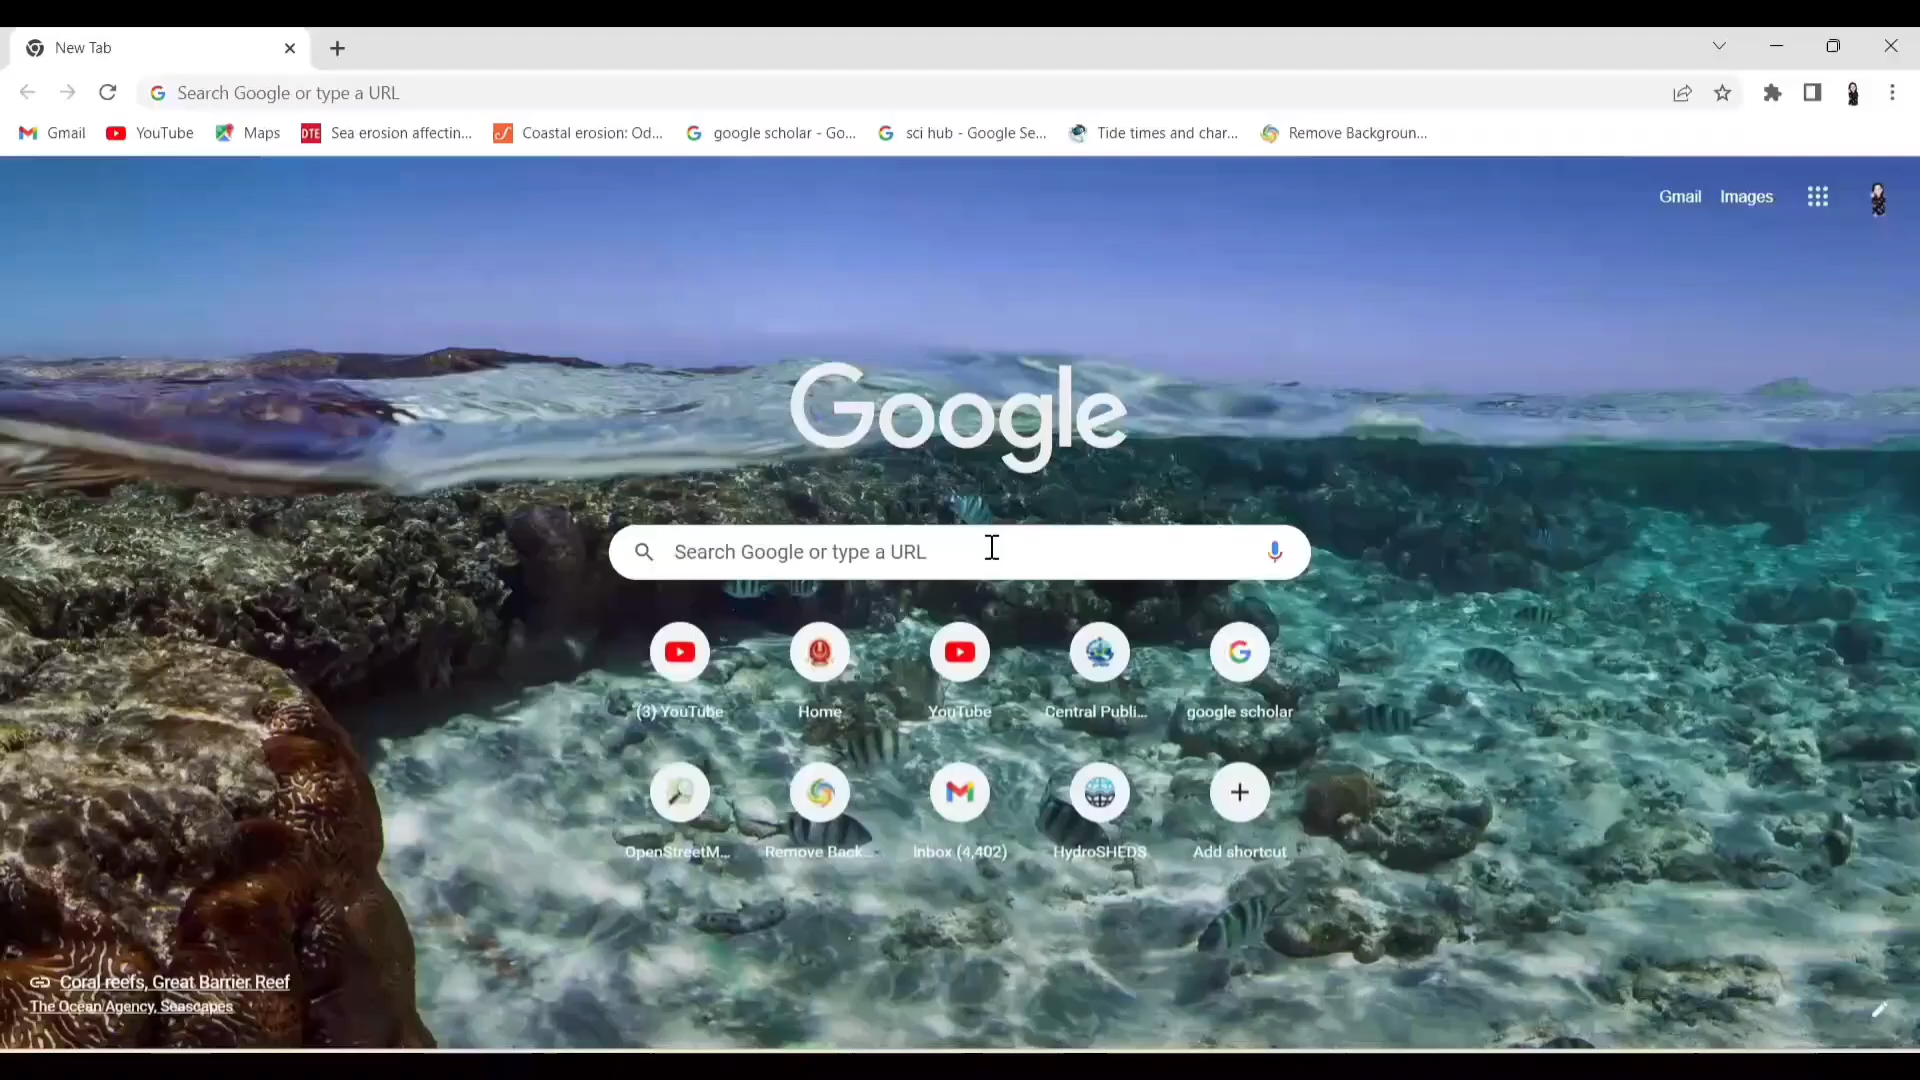 New Tab
Search Google or type a URL
Gmail YouTube Maps DTE Sea erosion affectin... Coastal erosion: Od... google scholar - Go... sci hub - Google Se... Tide times and char... Remove Backgroun...
Gmail Images
Google
Search Google or type a URL
(3) YouTube Home YouTube Central Publi... google scholar
OpenStreetM... Remove Back... Inbox (4,402) HydroSHEDS Add shortcut
Coral reefs, Great Barrier Reef
The Ocean Agency, Seascapes